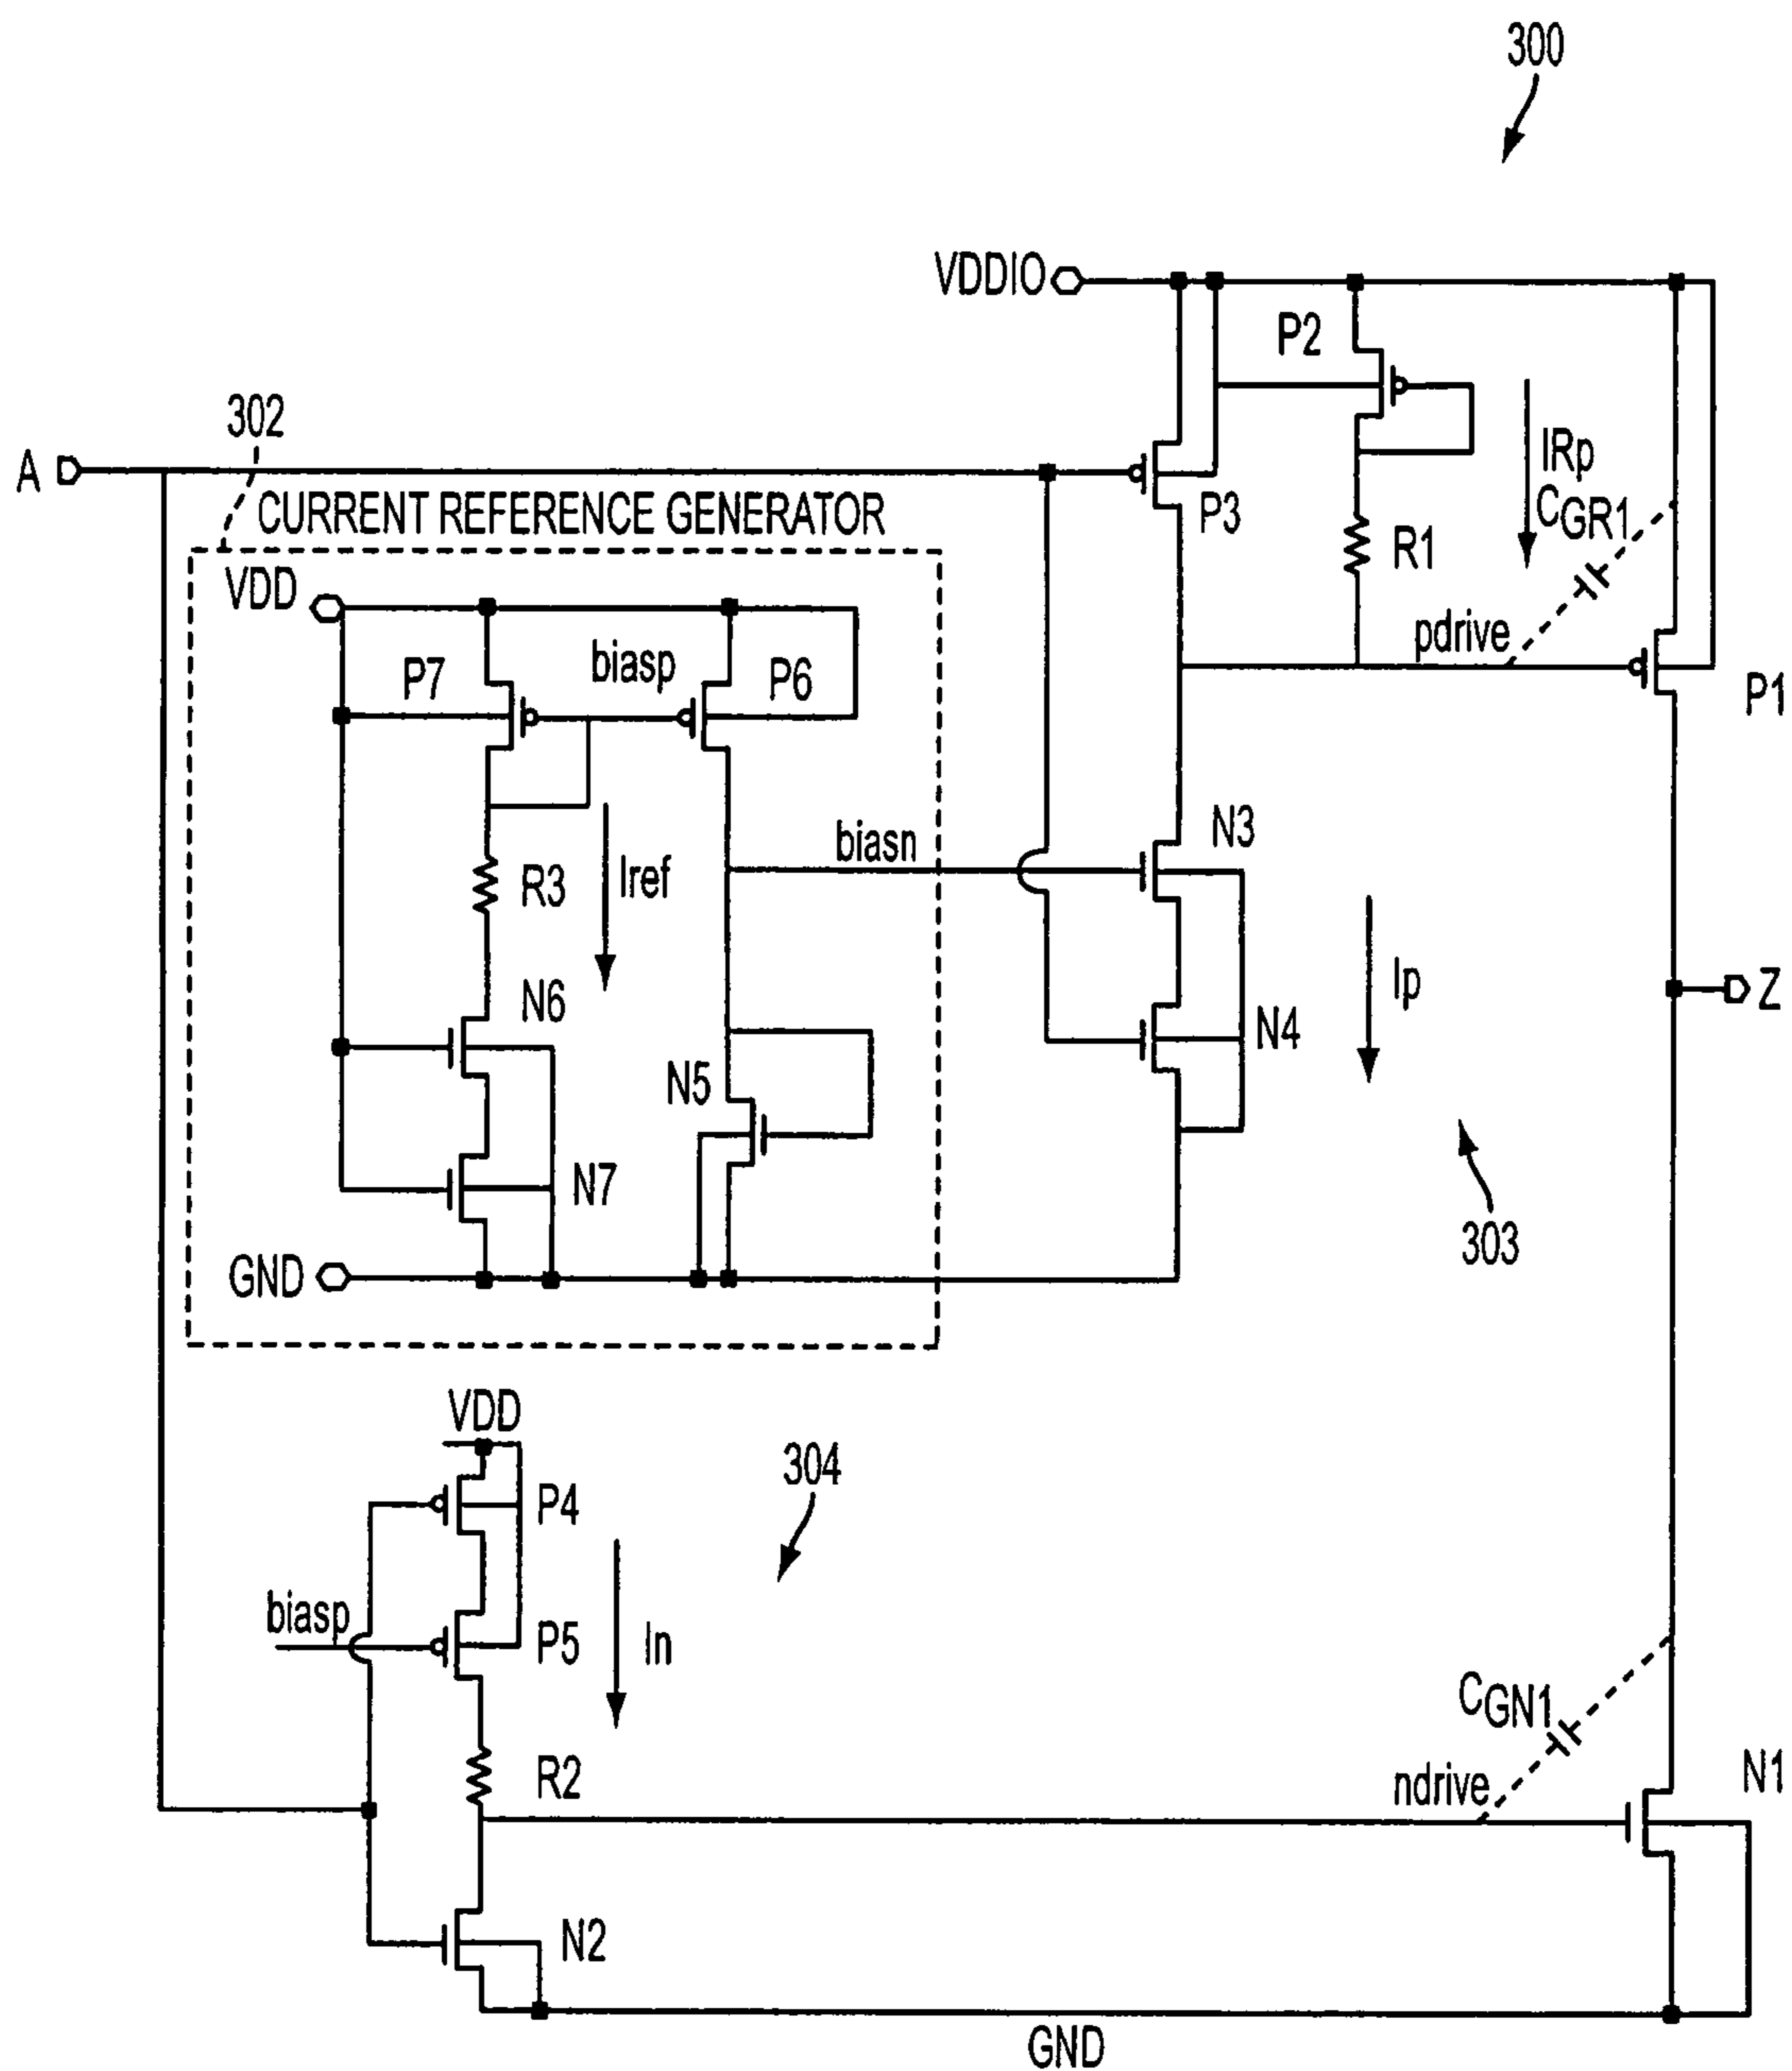 300
VDDIO
P2
302
A
IRp
CGR1
P3
R1
CURRENT REFERENCE GENERATOR
VDD
pdrive
P7
biasp
P6
P1
N3
biasn
R3
Iref
Ip
Z
N6
N4
N5
N7
303
GND
VDD
304
P4
biasp
P5
In
CGN1
R2
ndrive
N1
N2
GND